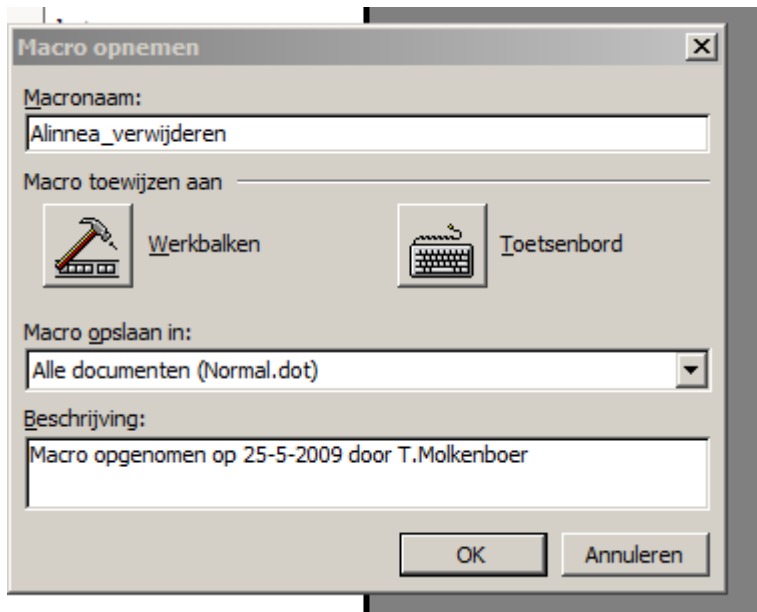 Macro opnemen
Macronaam:
Alinnea_verwijderen
Macro toewijzen aan
Werkbalken
Toetsenbord
Macro opslaan in:
Alle documenten (Normal.dot)
Beschrijving:
Macro opgenomen op 25-5-2009 door T.Molkenboer
OK
Annuleren